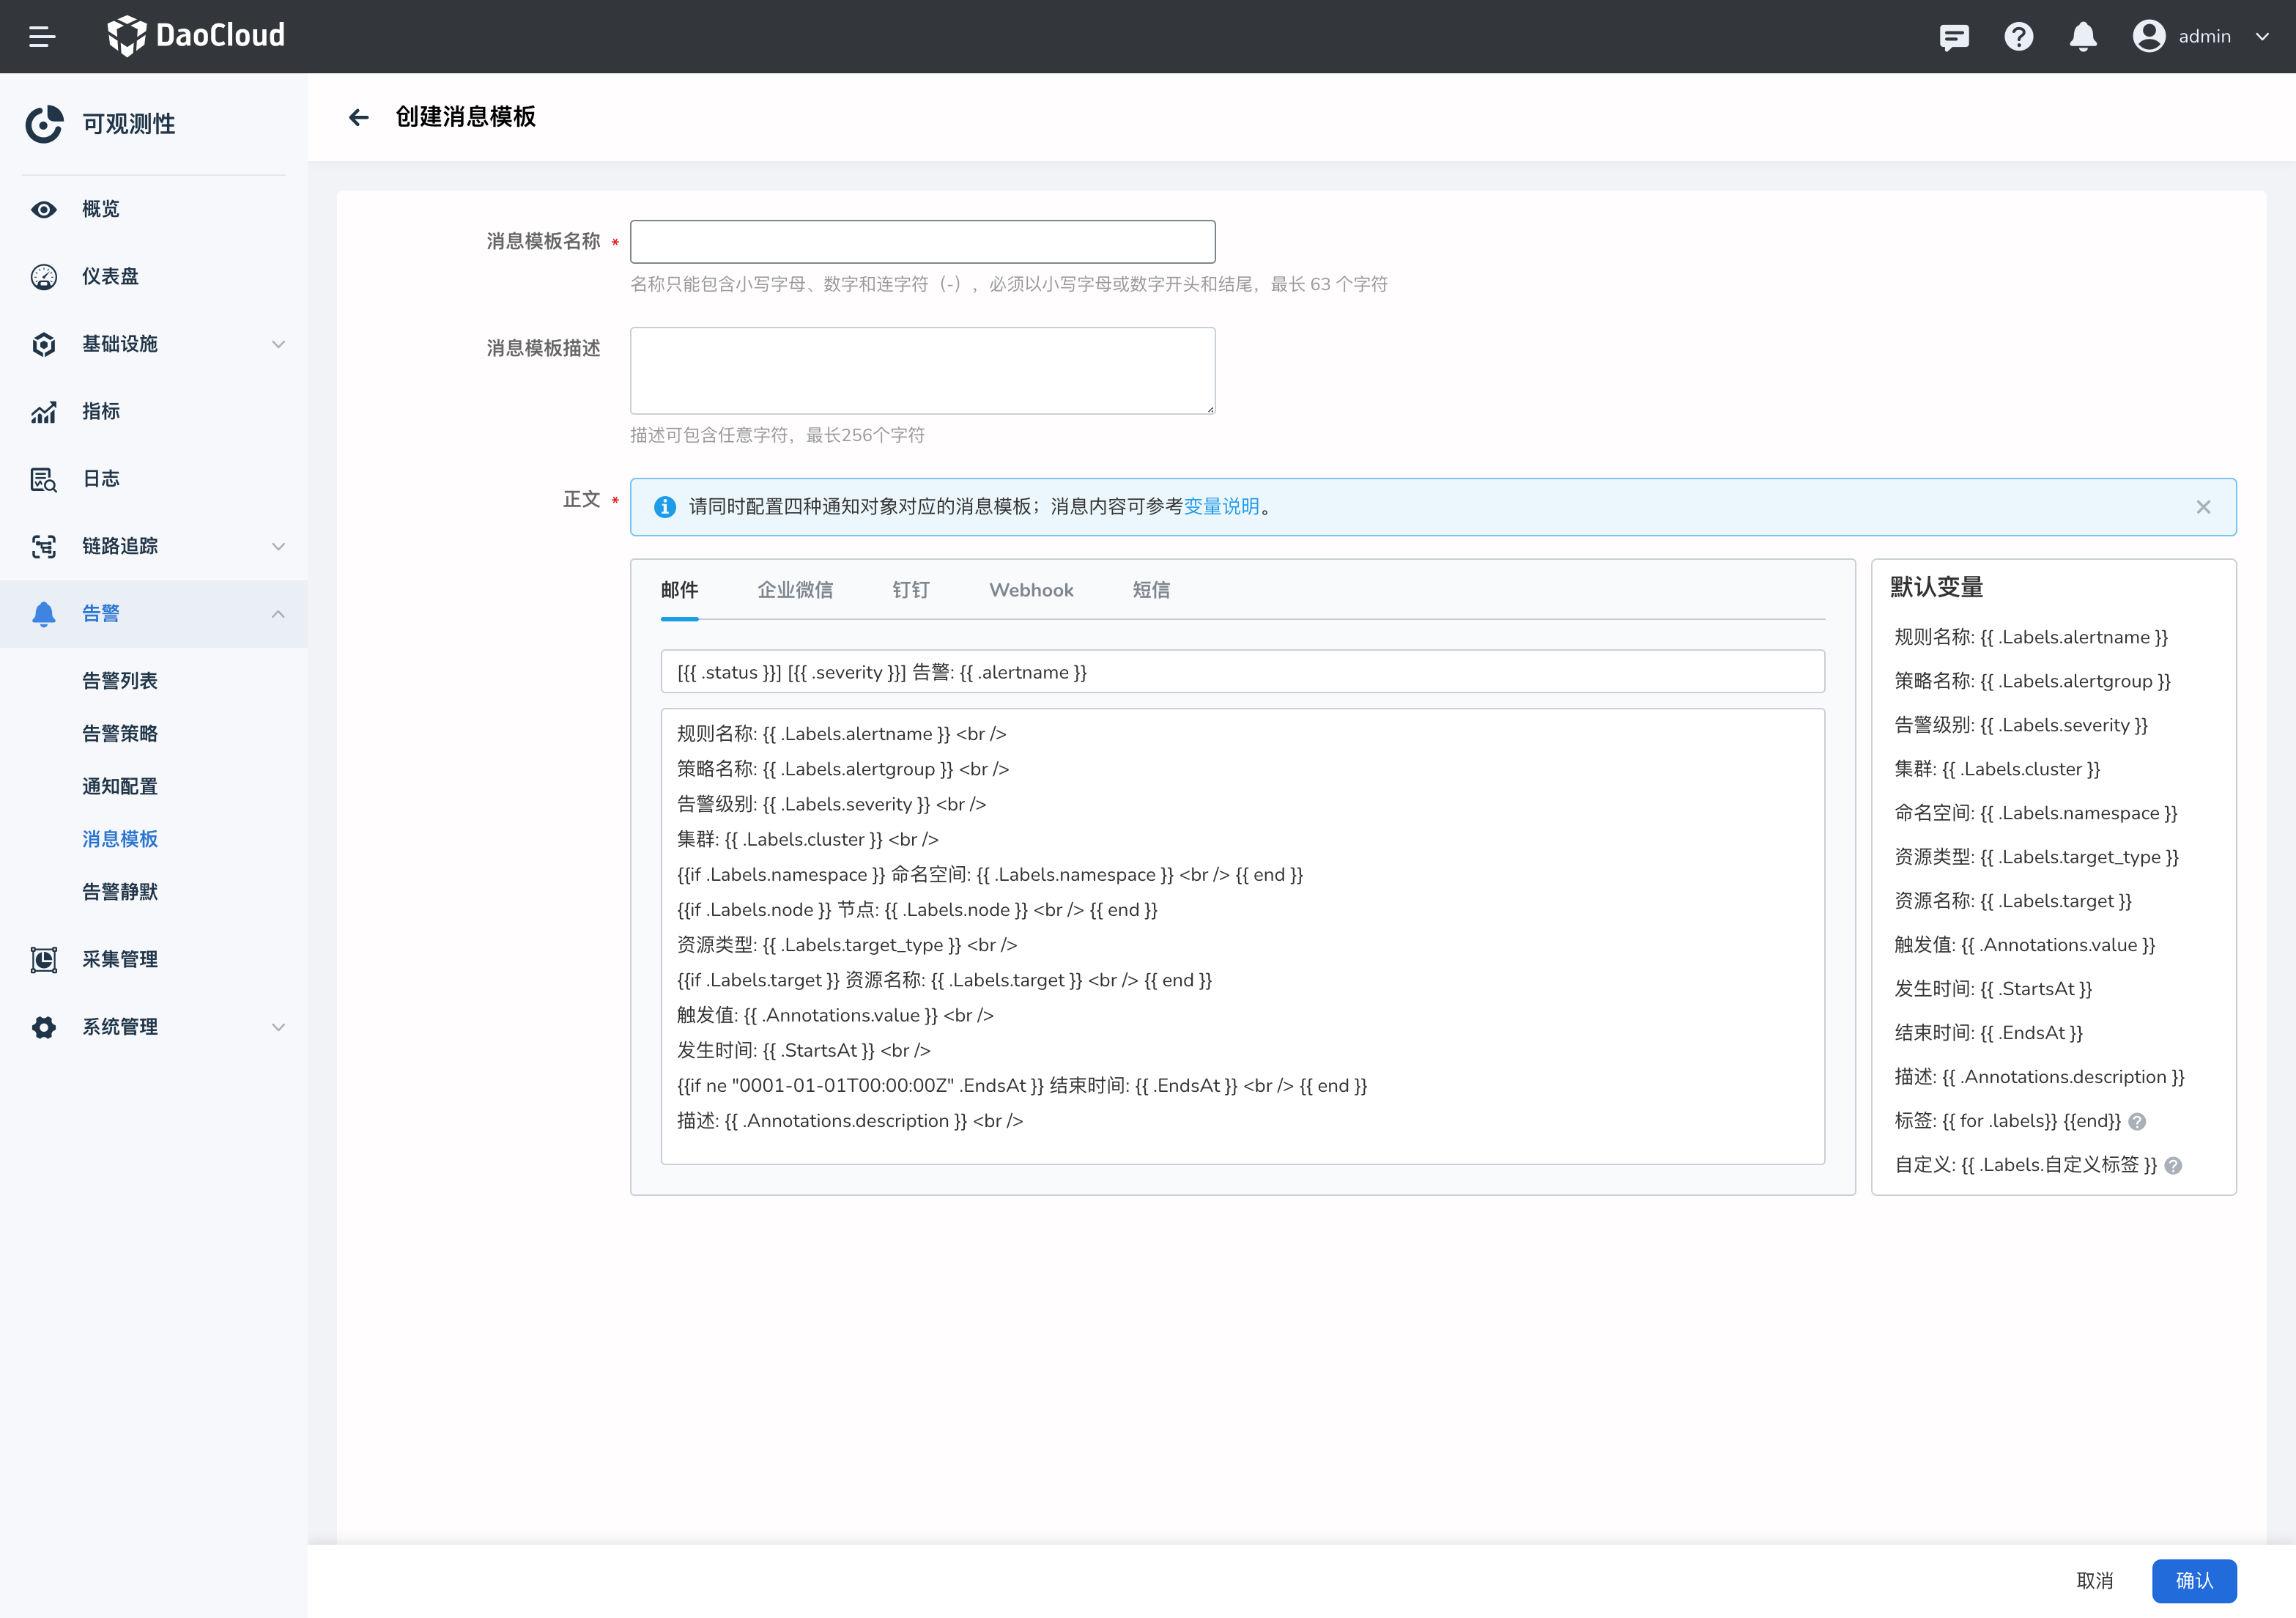 DaoCloud
admin
可观测性
概览
仪表盘
基础设施
指标
日志
链路追踪
告警
告警列表
告警策略
通知配置
消息模板
告警静默
采集管理
系统管理
创建消息模板
消息模板名称 *
名称只能包含小写字母、数字和连字符（-），必须以小写字母或数字开头和结尾，最长 63 个字符
消息模板描述
描述可包含任意字符，最长256个字符
正文 *
请同时配置四种通知对象对应的消息模板；消息内容可参考变量说明。
邮件 企业微信 钉钉 Webhook 短信
[{{ .status }}] [{{ .severity }}] 告警: {{ .alertname }}
规则名称: {{ .Labels.alertname }} <br />
策略名称: {{ .Labels.alertgroup }} <br />
告警级别: {{ .Labels.severity }} <br />
集群: {{ .Labels.cluster }} <br />
{{if .Labels.namespace }} 命名空间: {{ .Labels.namespace }} <br /> {{ end }}
{{if .Labels.node }} 节点: {{ .Labels.node }} <br /> {{ end }}
资源类型: {{ .Labels.target_type }} <br />
{{if .Labels.target }} 资源名称: {{ .Labels.target }} <br /> {{ end }}
触发值: {{ .Annotations.value }} <br />
发生时间: {{ .StartsAt }} <br />
{{if ne "0001-01-01T00:00:00Z" .EndsAt }} 结束时间: {{ .EndsAt }} <br /> {{ end }}
描述: {{ .Annotations.description }} <br />
默认变量
规则名称: {{ .Labels.alertname }}
策略名称: {{ .Labels.alertgroup }}
告警级别: {{ .Labels.severity }}
集群: {{ .Labels.cluster }}
命名空间: {{ .Labels.namespace }}
资源类型: {{ .Labels.target_type }}
资源名称: {{ .Labels.target }}
触发值: {{ .Annotations.value }}
发生时间: {{ .StartsAt }}
结束时间: {{ .EndsAt }}
描述: {{ .Annotations.description }}
标签: {{ for .labels}} {{end}}
自定义: {{ .Labels.自定义标签 }}
取消 确认